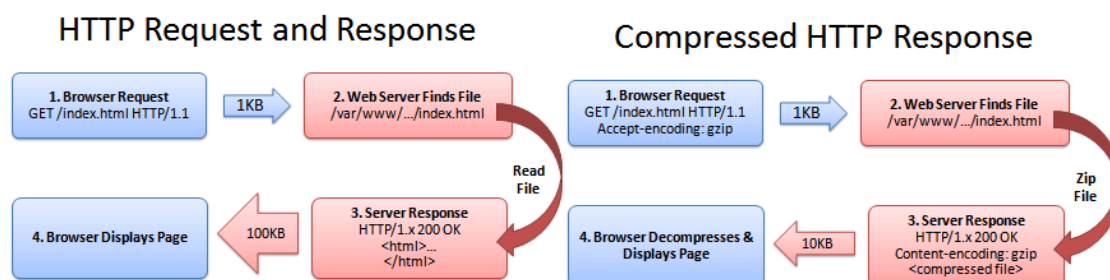 HTTP Request and Response
1. Browser Request
GET /index.html HTTP/1.1
1KB
2. Web Server Finds File
/var/www/.../index.html
Read
File
3. Server Response
HTTP/1.x 200 OK
<html>...
</html>
100KB
4. Browser Displays Page
Compressed HTTP Response
1. Browser Request
GET /index.html HTTP/1.1
Accept-encoding: gzip
1KB
2. Web Server Finds File
/var/www/.../index.html
Zip
File
3. Server Response
HTTP/1.x 200 OK
Content-encoding: gzip
<compressed file>
10KB
4. Browser Decompresses &
Displays Page